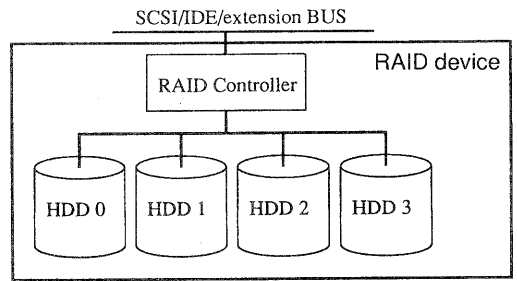 SCSI/IDE/extension BUS
RAID device
RAID Controller
HDD 0
HDD 1
HDD 2
HDD 3